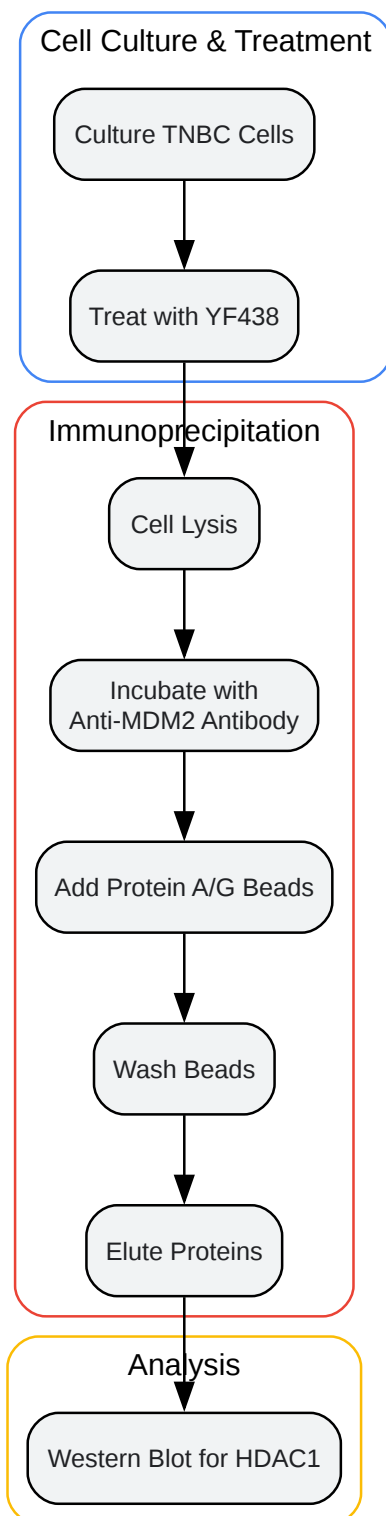 Cell Culture & Treatment
Culture TNBC Cells
Treat with YF438
Immunoprecipitation
Cell Lysis
Incubate with
Anti-MDM2 Antibody
Add Protein A/G Beads
Wash Beads
Elute Proteins
Analysis
Western Blot for HDAC1